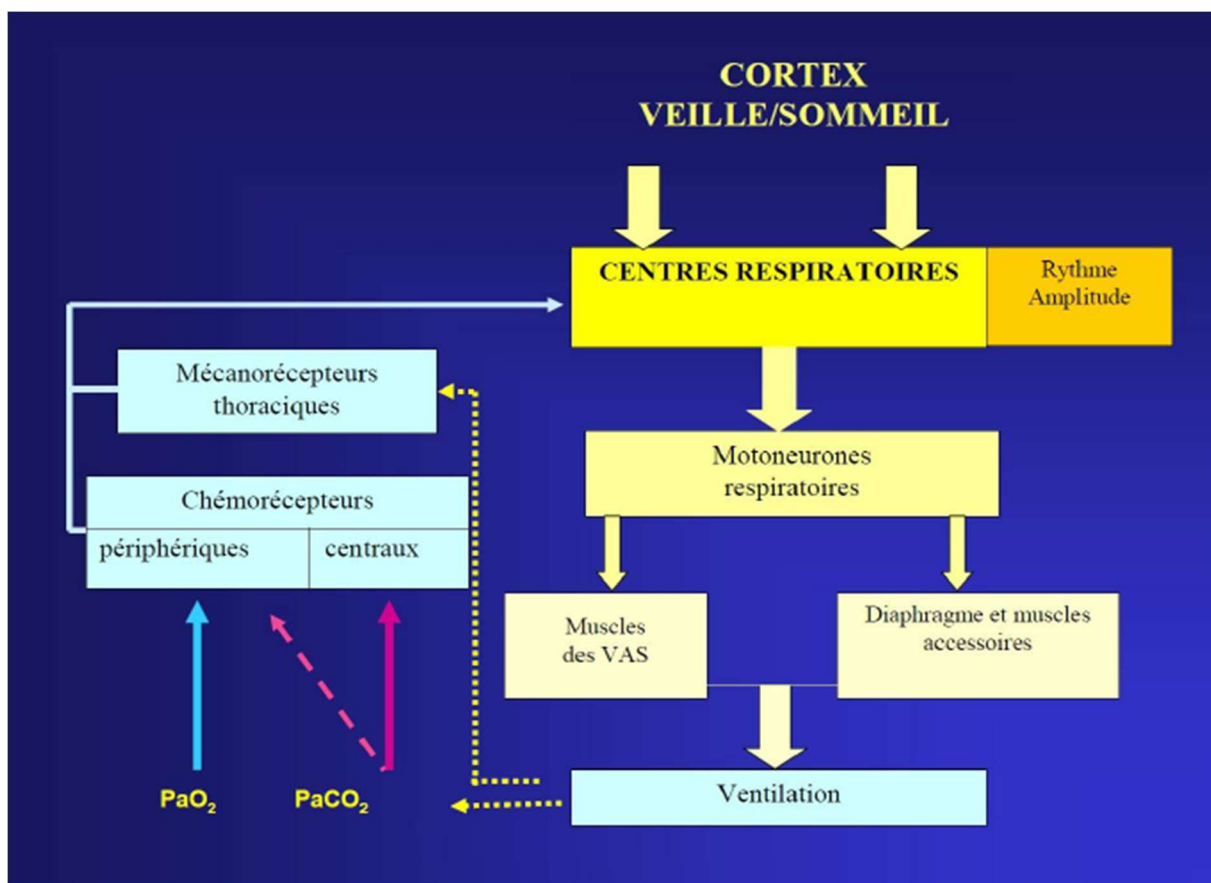 CORTEX
VEILLE/SOMMEIL
CENTRES RESPIRATOIRES
Rythme
Amplitude
Mécanorécepteurs
thoraciques
Motoneurones
respiratoires
Chémorécepteurs
périphériques
centraux
Muscles
des VAS
Diaphragme et muscles
accessoires
PaO₂
PaCO₂
Ventilation